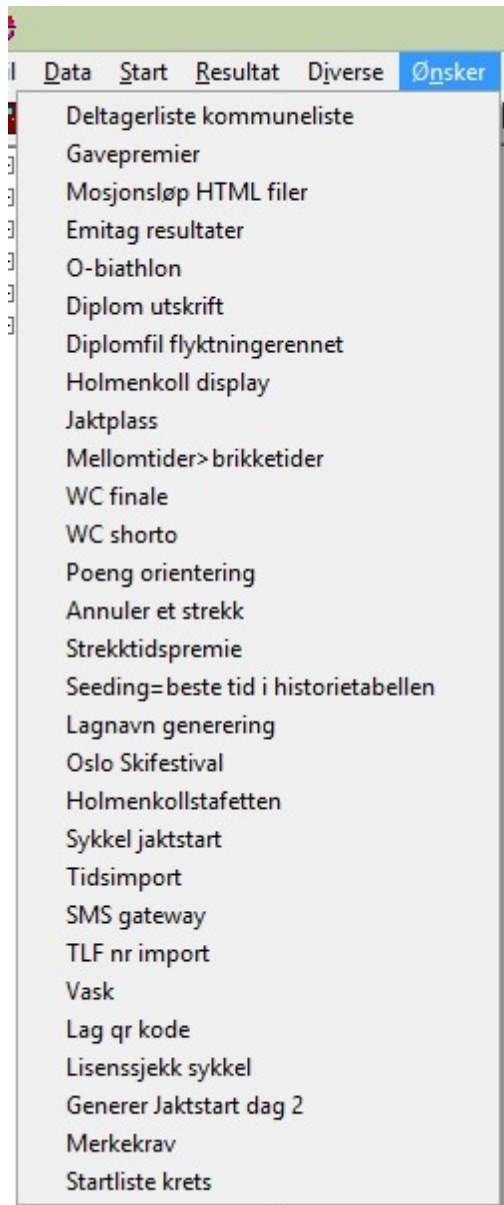 Data Start Resultat Diverse Ønsker
Deltagerliste kommuneliste
Gavepremier
Mosjonsløp HTML filer
Emitag resultater
O-biathlon
Diplom utskrift
Diplomfil flyktningerennet
Holmenkoll display
Jaktplass
Mellomtider>brikketider
WC finale
WC shorto
Poeng orientering
Annuler et strekk
Strekktidspremie
Seeding=beste tid i historietabellen
Lagnavn generering
Oslo Skifestival
Holmenkollstafetten
Sykkel jaktstart
Tidsimport
SMS gateway
TLF nr import
Vask
Lag qr kode
Lisenssjekk sykkel
Generer Jaktstart dag 2
Merkekrav
Startliste krets